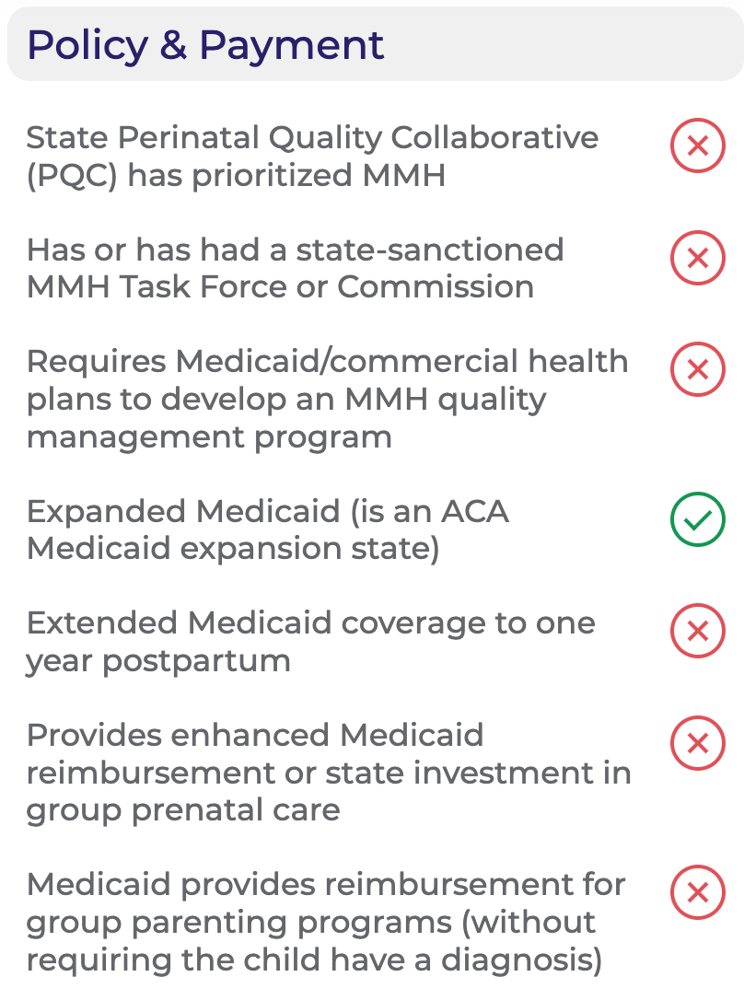 Policy & Payment
State Perinatal Quality Collaborative
(PQC) has prioritized MMH
Has or has had a state-sanctioned
MMH Task Force or Commission
Requires Medicaid/commercial health
plans to develop an MMH quality
management program
Expanded Medicaid (is an ACA
Medicaid expansion state)
Extended Medicaid coverage to one
year postpartum
Provides enhanced Medicaid
reimbursement or state investment in
group prenatal care
Medicaid provides reimbursement for
group parenting programs (without
requiring the child have a diagnosis)